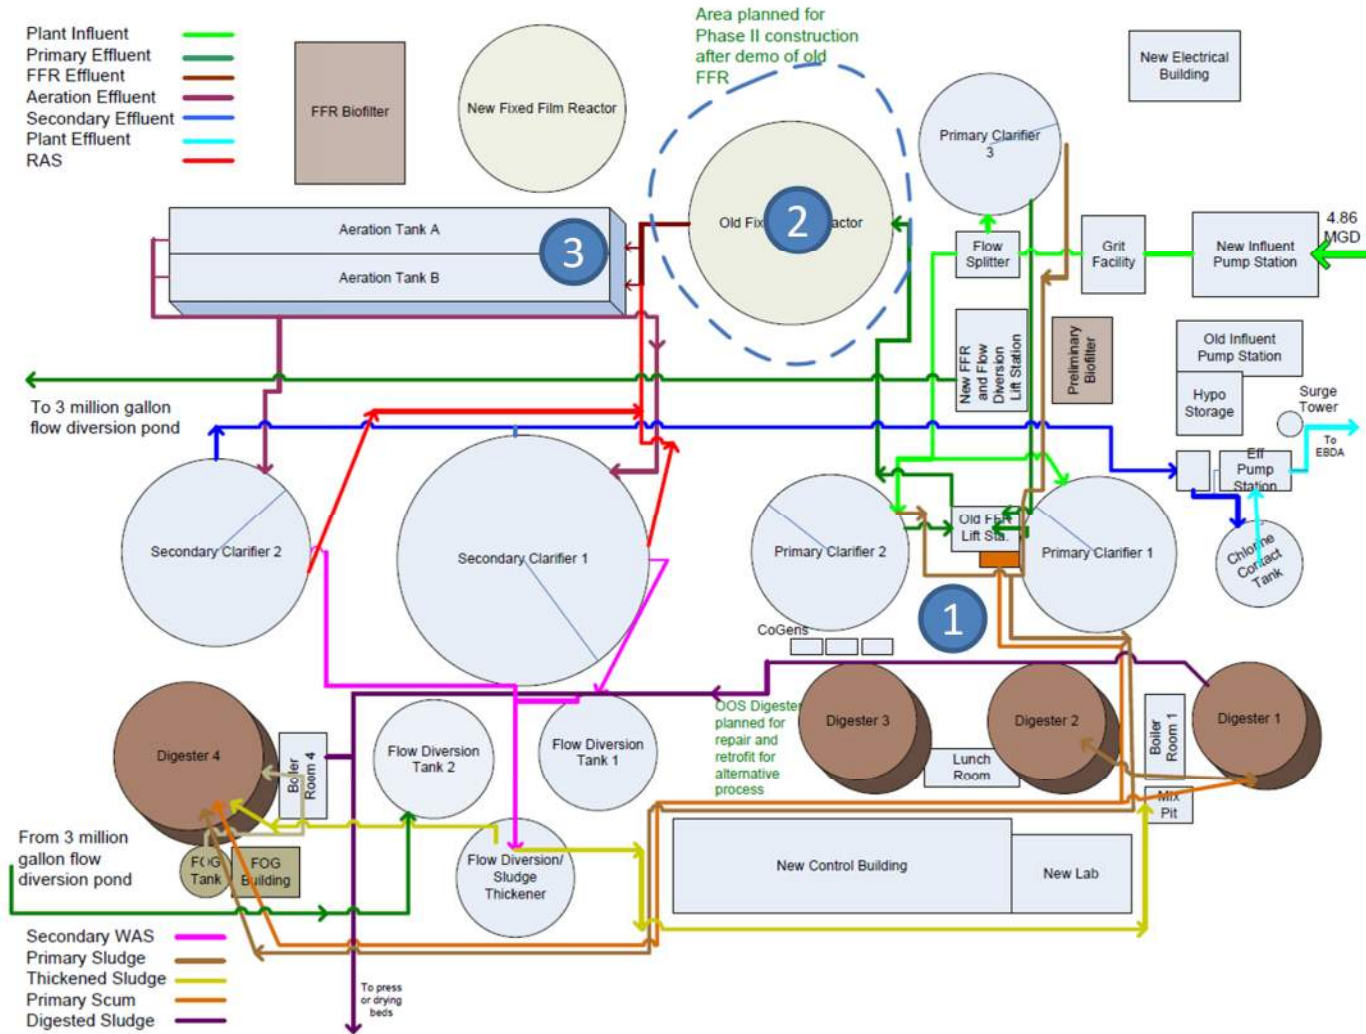 Plant Influent
Primary Effluent
FFR Effluent
Aeration Effluent
Secondary Effluent
Plant Effluent
RAS
FFR Biofilter
New Fixed Film Reactor
Area planned for
Phase II construction
after demo of old
FFR
New Electrical
Building
Primary Clarifier
3
Old Fix
2
actor
Aeration Tank A
3
Aeration Tank B
Flow
Splitter
Grit
Facility
New Influent
Pump Station
4.86
MGD
New FFR
and Flow
Diversion
Lift Station
Preliminary
Biofilter
Old Influent
Pump Station
Hypo
Storage
Surge
Tower
To
EBDA
Eff
Pump
Station
Chlorine
Contact
Tank
To 3 million gallon
flow diversion pond
Secondary Clarifier 2
Secondary Clarifier 1
Primary Clarifier 2
Old FFR
Lift Sta.
Primary Clarifier 1
1
CoGens
Digester 4
Boiler
Room 4
Flow Diversion
Tank 2
Flow Diversion
Tank 1
OOS Digester
planned for
repair and
retrofit for
alternative
process
Digester 3
Lunch
Room
Digester 2
Boiler
Room 1
Digester 1
Mix
Pit
From 3 million
gallon flow
diversion pond
FOG
Tank
FOG
Building
Flow Diversion/
Sludge
Thickener
New Control Building
New Lab
Secondary WAS
Primary Sludge
Thickened Sludge
Primary Scum
Digested Sludge
To press
or drying
beds